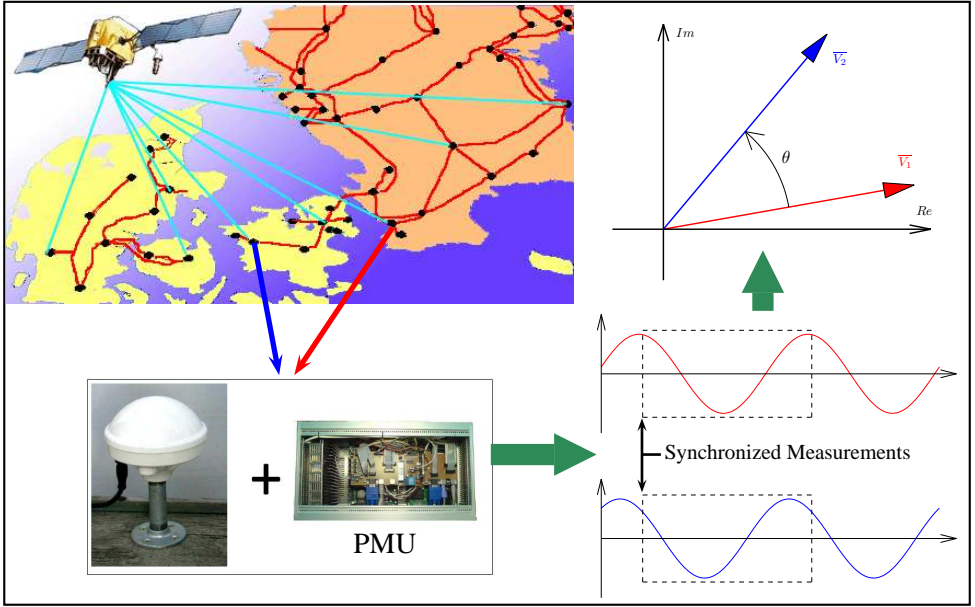 Im
V₂
θ
V₁
Re
Synchronized Measurements
+
PMU